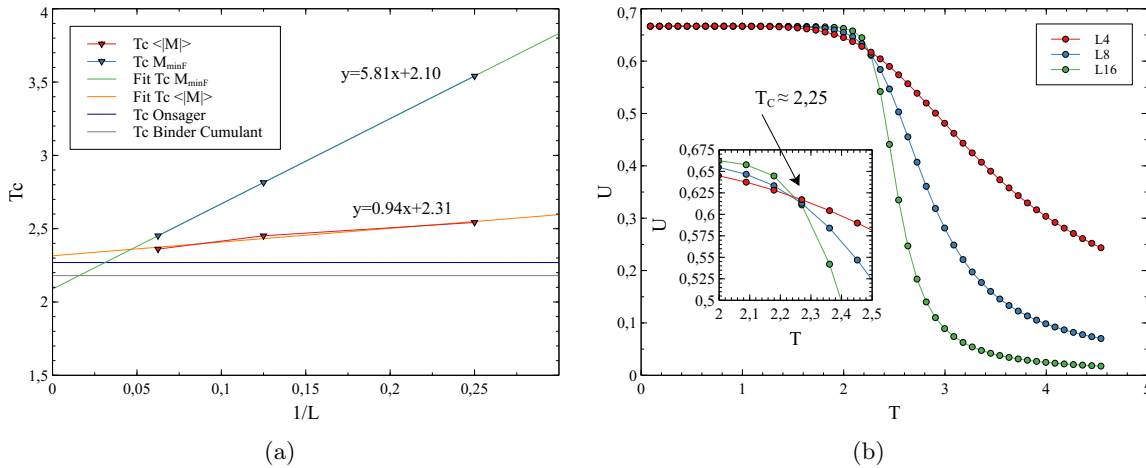 4
3,5
3
2,5
2
1,5
Tc
0
0,05
0,1
0,15
0,2
0,25
1/L
Tc <|M|>
Tc M_minF
Fit Tc M_minF
Fit Tc <|M|>
Tc Onsager
Tc Binder Cumulant
y=5.81x+2.10
y=0.94x+2.31
(a)
0,7
0,6
0,5
0,4
0,3
0,2
0,1
0
U
0
1
2
3
4
5
T
L4
L8
L16
T_C ≈ 2,25
0,675
0,65
0,625
0,6
0,575
0,55
0,525
0,5
U
2
2,1
2,2
2,3
2,4
2,5
T
(b)